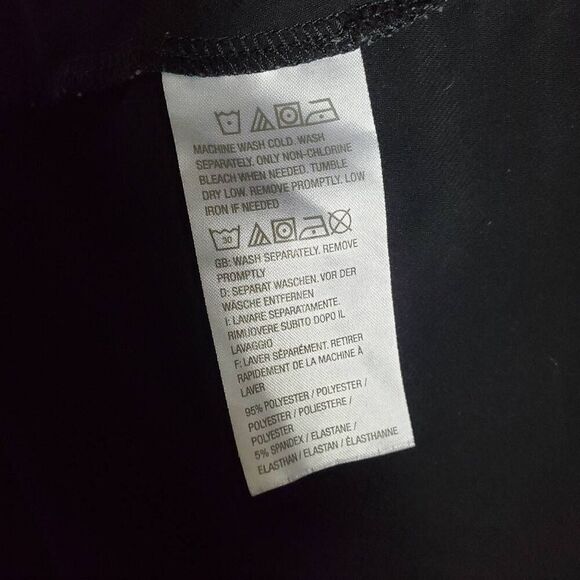 MACHINE WASH COLD. WASH
SEPARATELY. ONLY NON-CHLORINE
BLEACH WHEN NEEDED. TUMBLE
DRY LOW. REMOVE PROMPTLY. LOW
IRON IF NEEDED
30
GB: WASH SEPARATELY. REMOVE
PROMPTLY
D: SEPARAT WASCHEN. VOR DER
WÄSCHE ENTFERNEN
I: LAVARE SEPARATAMENTE.
RIMUOVERE SUBITO DOPO IL
LAVAGGIO
F: LAVER SÉPARÉMENT. RETIRER
RAPIDEMENT DE LA MACHINE À
LAVER
95% POLYESTER / POLYESTER /
POLYESTER / POLIESTERE /
POLYESTER
5% SPANDEX / ELASTANE /
ELASTHAN / ELASTAN / ÉLASTHANNE